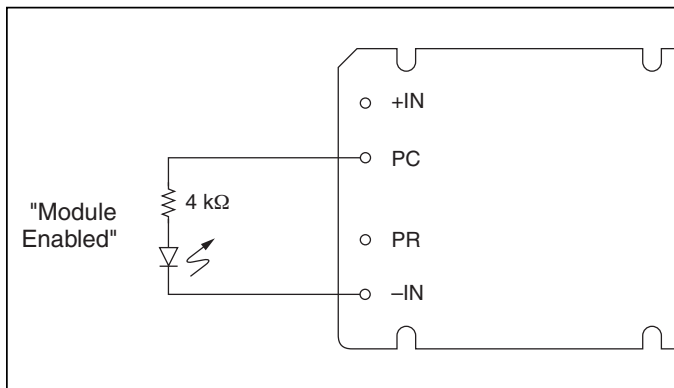 +IN
PC
4 kΩ
"Module
Enabled"
PR
–IN